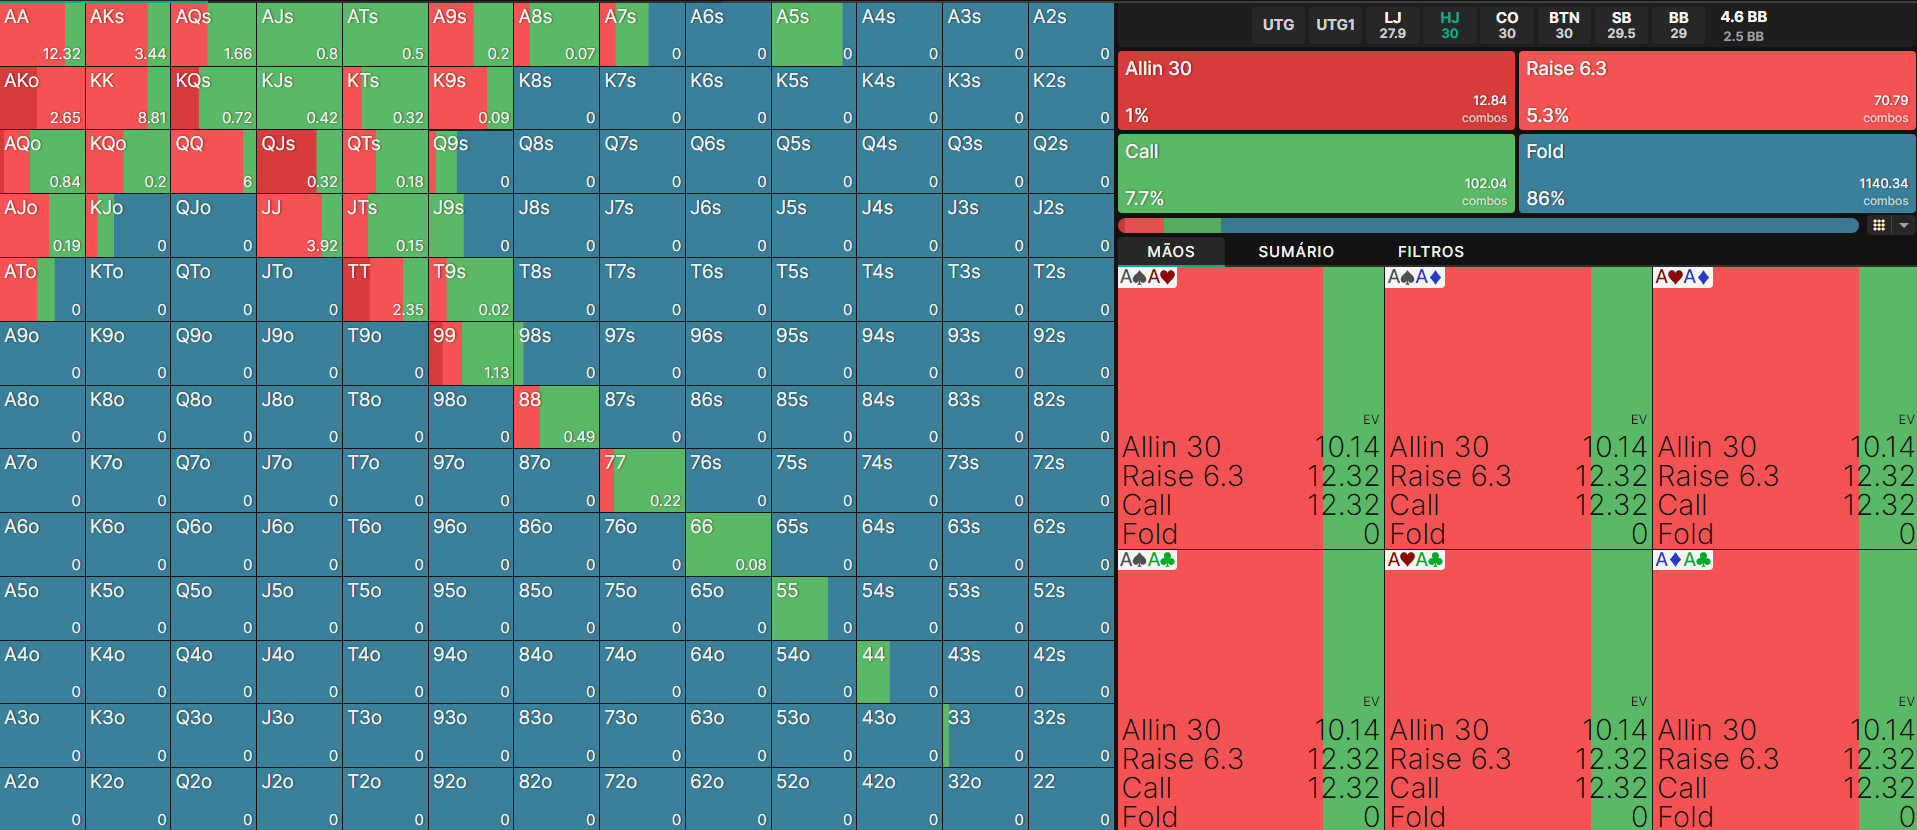 UTG UTG1 LJ HJ CO BTN SB BB 4.6 BB
27.9 30 30 30 29.5 29 2.5 BB
AA AKs AQs AJs ATs A9s A8s A7s A6s A5s A4s A3s A2s
12.32 3.44 1.66 0.8 0.5 0.2 0.07 0 0 0 0 0 0
AKo KK KQs KJs KTs K9s K8s K7s K6s K5s K4s K3s K2s
2.65 8.81 0.72 0.42 0.32 0.09 0 0 0 0 0 0 0
AQo KQo QQ QJs QTs Q9s Q8s Q7s Q6s Q5s Q4s Q3s Q2s
0.84 0.2 6 0.32 0.18 0 0 0 0 0 0 0 0
AJo KJo QJo JJ JTs J9s J8s J7s J6s J5s J4s J3s J2s
0.19 0 0 3.92 0.15 0 0 0 0 0 0 0 0
ATo KTo QTo JTo TT T9s T8s T7s T6s T5s T4s T3s T2s
0 0 0 0 2.35 0.02 0 0 0 0 0 0 0
A9o K9o Q9o J9o T9o 99 98s 97s 96s 95s 94s 93s 92s
0 0 0 0 0 1.13 0 0 0 0 0 0 0
A8o K8o Q8o J8o T8o 98o 88 87s 86s 85s 84s 83s 82s
0 0 0 0 0 0 0.49 0 0 0 0 0 0
A7o K7o Q7o J7o T7o 97o 87o 77 76s 75s 74s 73s 72s
0 0 0 0 0 0 0 0.22 0 0 0 0 0
A6o K6o Q6o J6o T6o 96o 86o 76o 66 65s 64s 63s 62s
0 0 0 0 0 0 0 0 0.08 0 0 0 0
A5o K5o Q5o J5o T5o 95o 85o 75o 65o 55 54s 53s 52s
0 0 0 0 0 0 0 0 0 0 0 0 0
A4o K4o Q4o J4o T4o 94o 84o 74o 64o 54o 44 43s 42s
0 0 0 0 0 0 0 0 0 0 0 0 0
A3o K3o Q3o J3o T3o 93o 83o 73o 63o 53o 43o 33 32s
0 0 0 0 0 0 0 0 0 0 0 0 0
A2o K2o Q2o J2o T2o 92o 82o 72o 62o 52o 42o 32o 22
0 0 0 0 0 0 0 0 0 0 0 0 0
Allin 30
12.84
1% combos
Raise 6.3
70.79
5.3% combos
Call
102.04
7.7% combos
Fold
1140.34
86% combos
MÃOS SUMÁRIO FILTROS
A♠A♥ A♠A♦ A♥A♦
EV EV EV
Allin 30 10.14 Allin 30 10.14 Allin 30 10.14
Raise 6.3 12.32 Raise 6.3 12.32 Raise 6.3 12.32
Call 12.32 Call 12.32 Call 12.32
Fold 0 Fold 0 Fold 0
A♠A♣ A♥A♣ A♦A♣
EV EV EV
Allin 30 10.14 Allin 30 10.14 Allin 30 10.14
Raise 6.3 12.32 Raise 6.3 12.32 Raise 6.3 12.32
Call 12.32 Call 12.32 Call 12.32
Fold 0 Fold 0 Fold 0